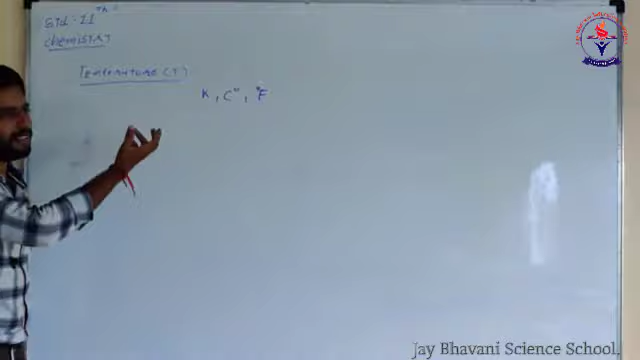 Std - 11th
chemistry
Temperature (T)
K, C°, °F
Jay Bhavani Science School.